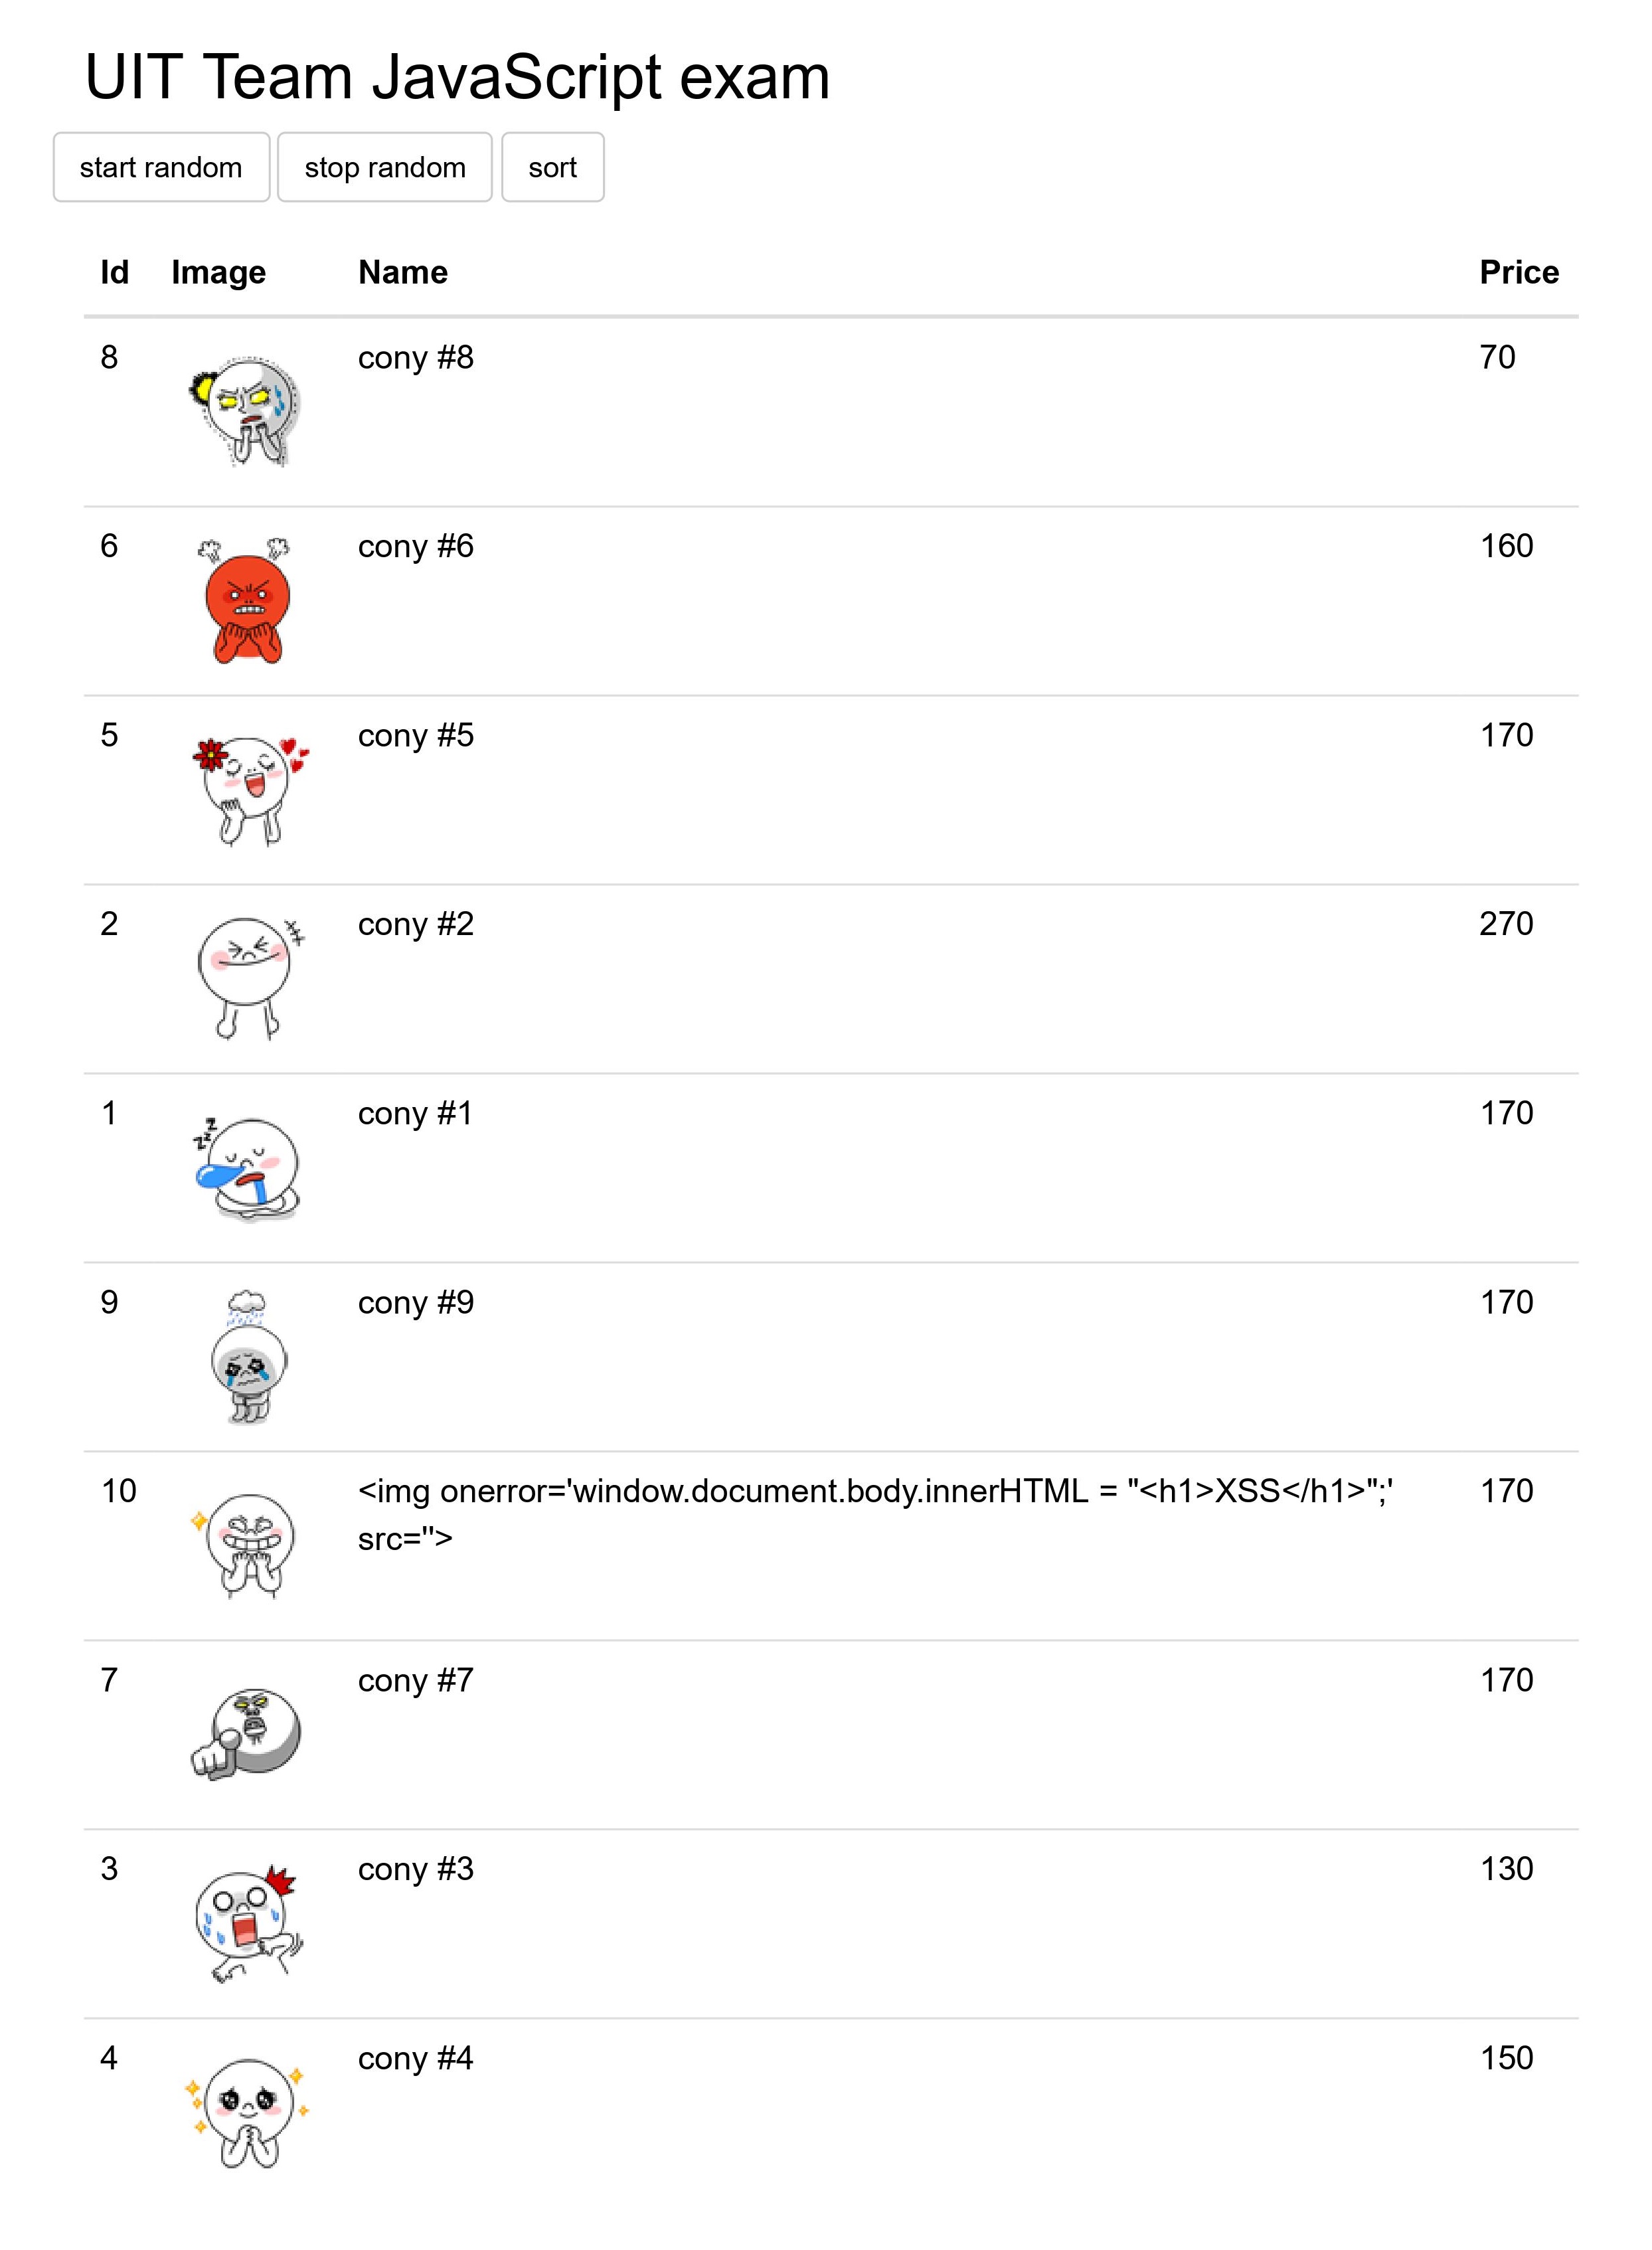 UIT Team JavaScript exam
start random stop random sort
Id Image Name Price
8 cony #8 70
6 cony #6 160
5 cony #5 170
2 cony #2 270
1 cony #1 170
9 cony #9 170
10 <img onerror='window.document.body.innerHTML = "<h1>XSS</h1>";' 170
src=''>
7 cony #7 170
3 cony #3 130
4 cony #4 150